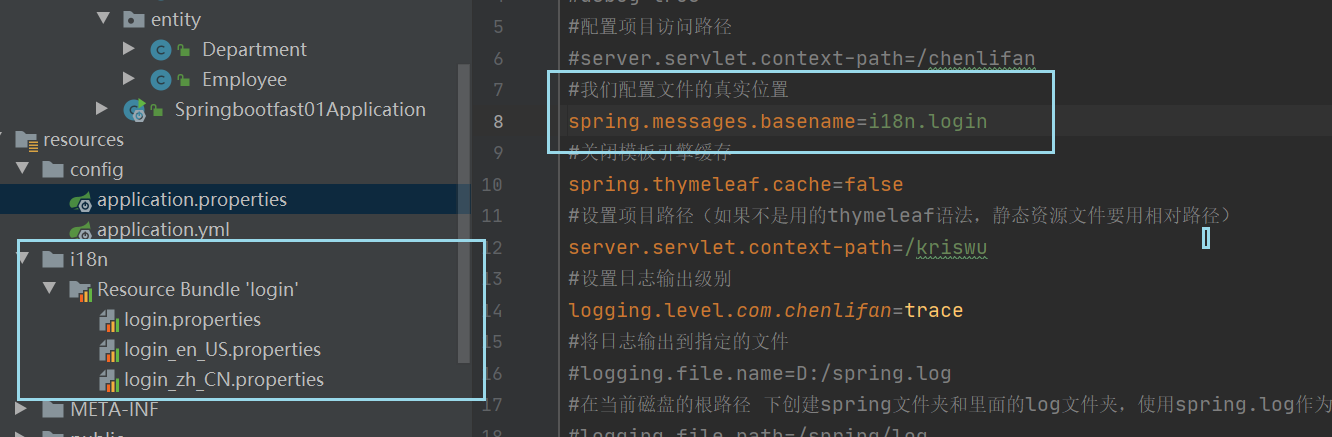 entity
Department
Employee
Springbootfast01Application
resources
config
application.properties
application.yml
i18n
Resource Bundle 'login'
login.properties
login_en_US.properties
login_zh_CN.properties
META-INF
public
4 #debug=true
5 #配置项目访问路径
6 #server.servlet.context-path=/chenlifan
7 #我们配置文件的真实位置
8 spring.messages.basename=i18n.login
9 #关闭模板引擎缓存
10 spring.thymeleaf.cache=false
11 #设置项目路径（如果不是用的thymeleaf语法，静态资源文件要用相对路径）
12 server.servlet.context-path=/kriswu
13 #设置日志输出级别
14 logging.level.com.chenlifan=trace
15 #将日志输出到指定的文件
16 #logging.file.name=D:/spring.log
17 #在当前磁盘的根路径 下创建spring文件夹和里面的log文件夹，使用spring.log作为
18 #logging.file.path=/spring/log